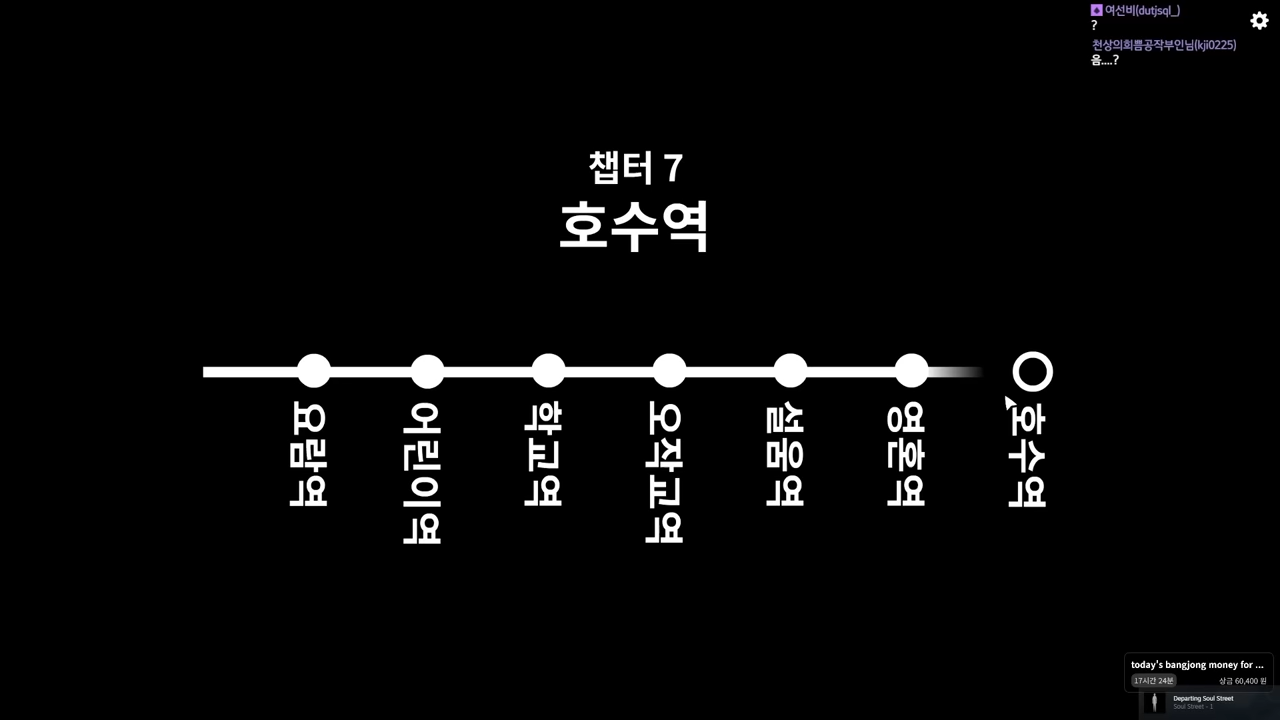 여선비(dutjsql_)
?
천상의회쁨공작부인님(kji0225)
음....?
챕터 7
호수역
요람역
어린이역
학교역
오작교역
설움역
영혼역
호수역
today's bangjong money for ...
17시간 24분
상금 60,400 원
Departing Soul Street
Soul Street - 1